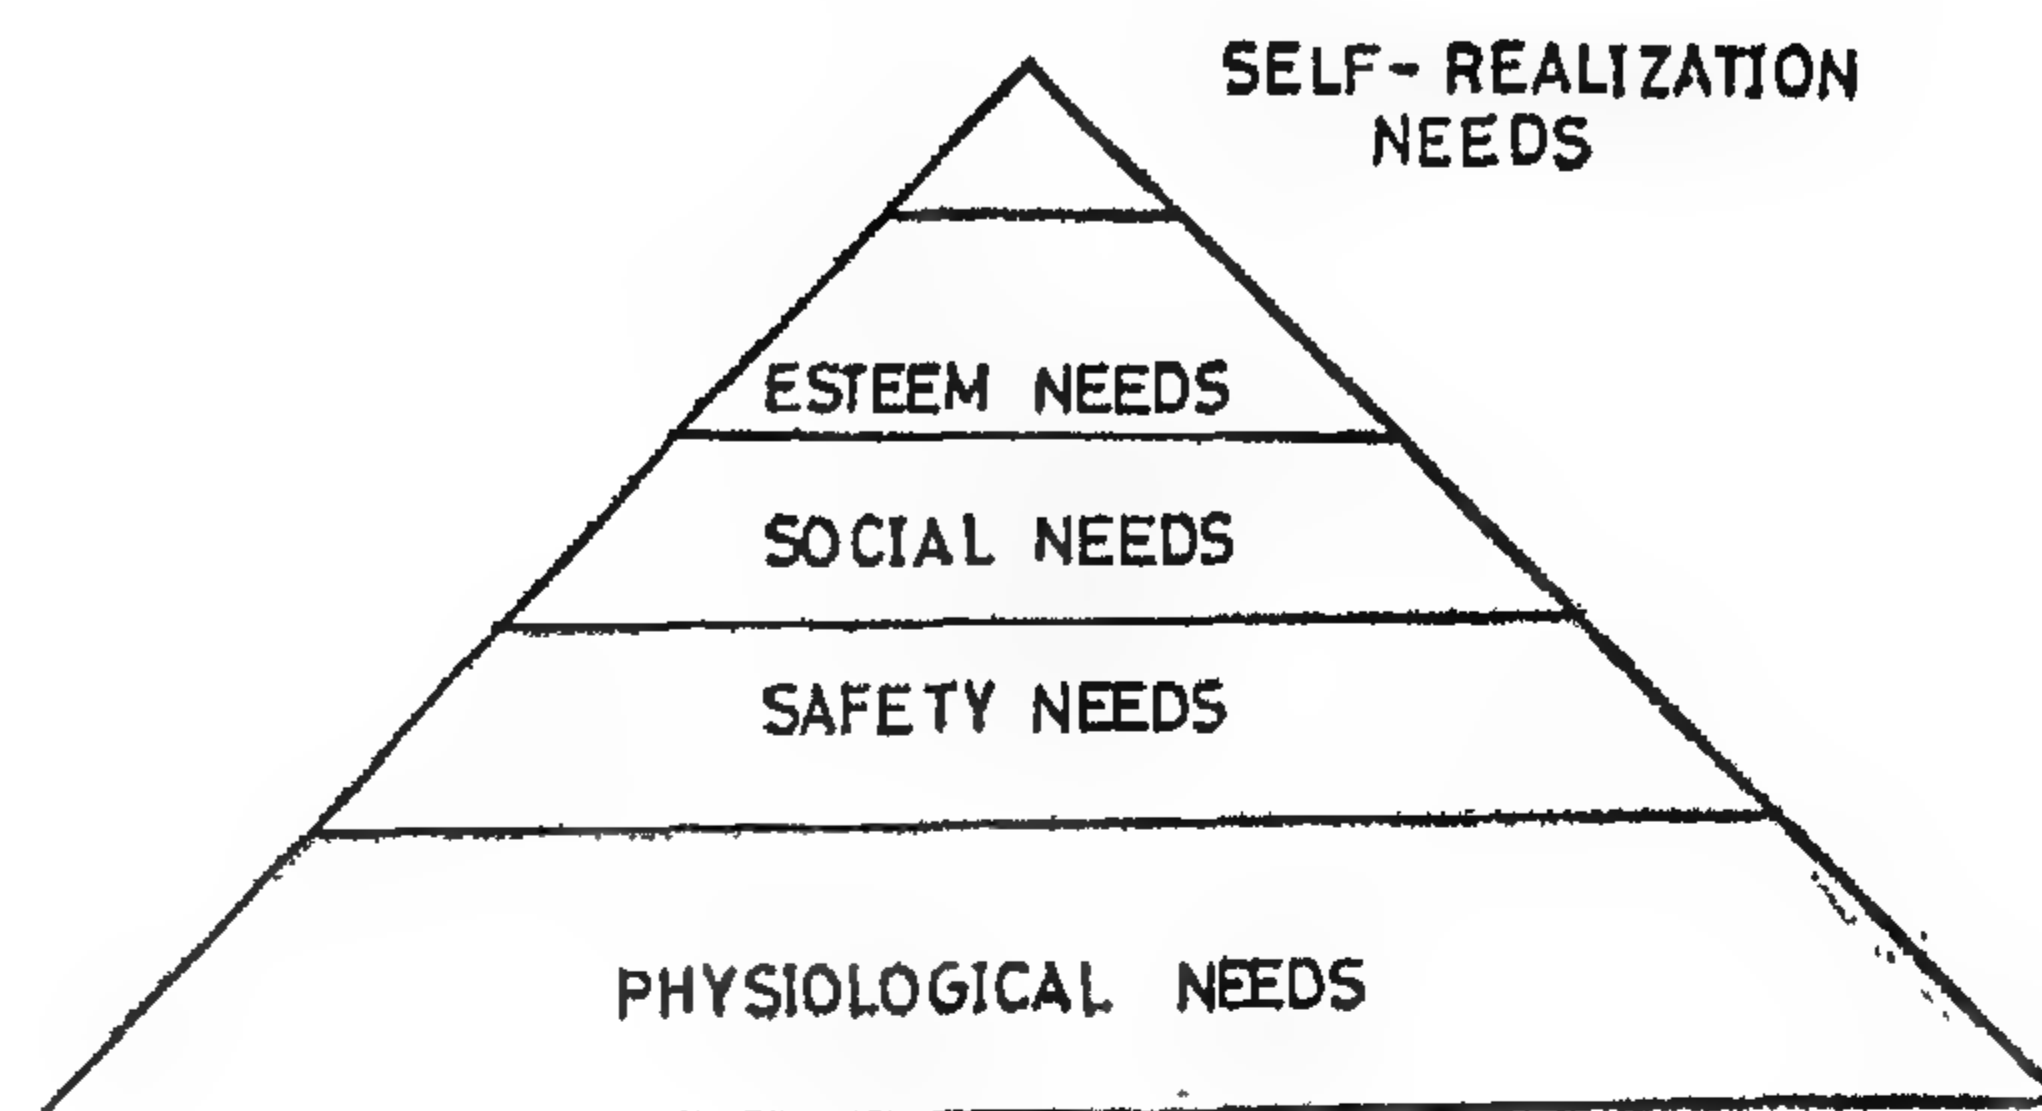 SELF-REALIZATION
NEEDS
ESTEEM NEEDS
SOCIAL NEEDS
SAFETY NEEDS
PHYSIOLOGICAL NEEDS